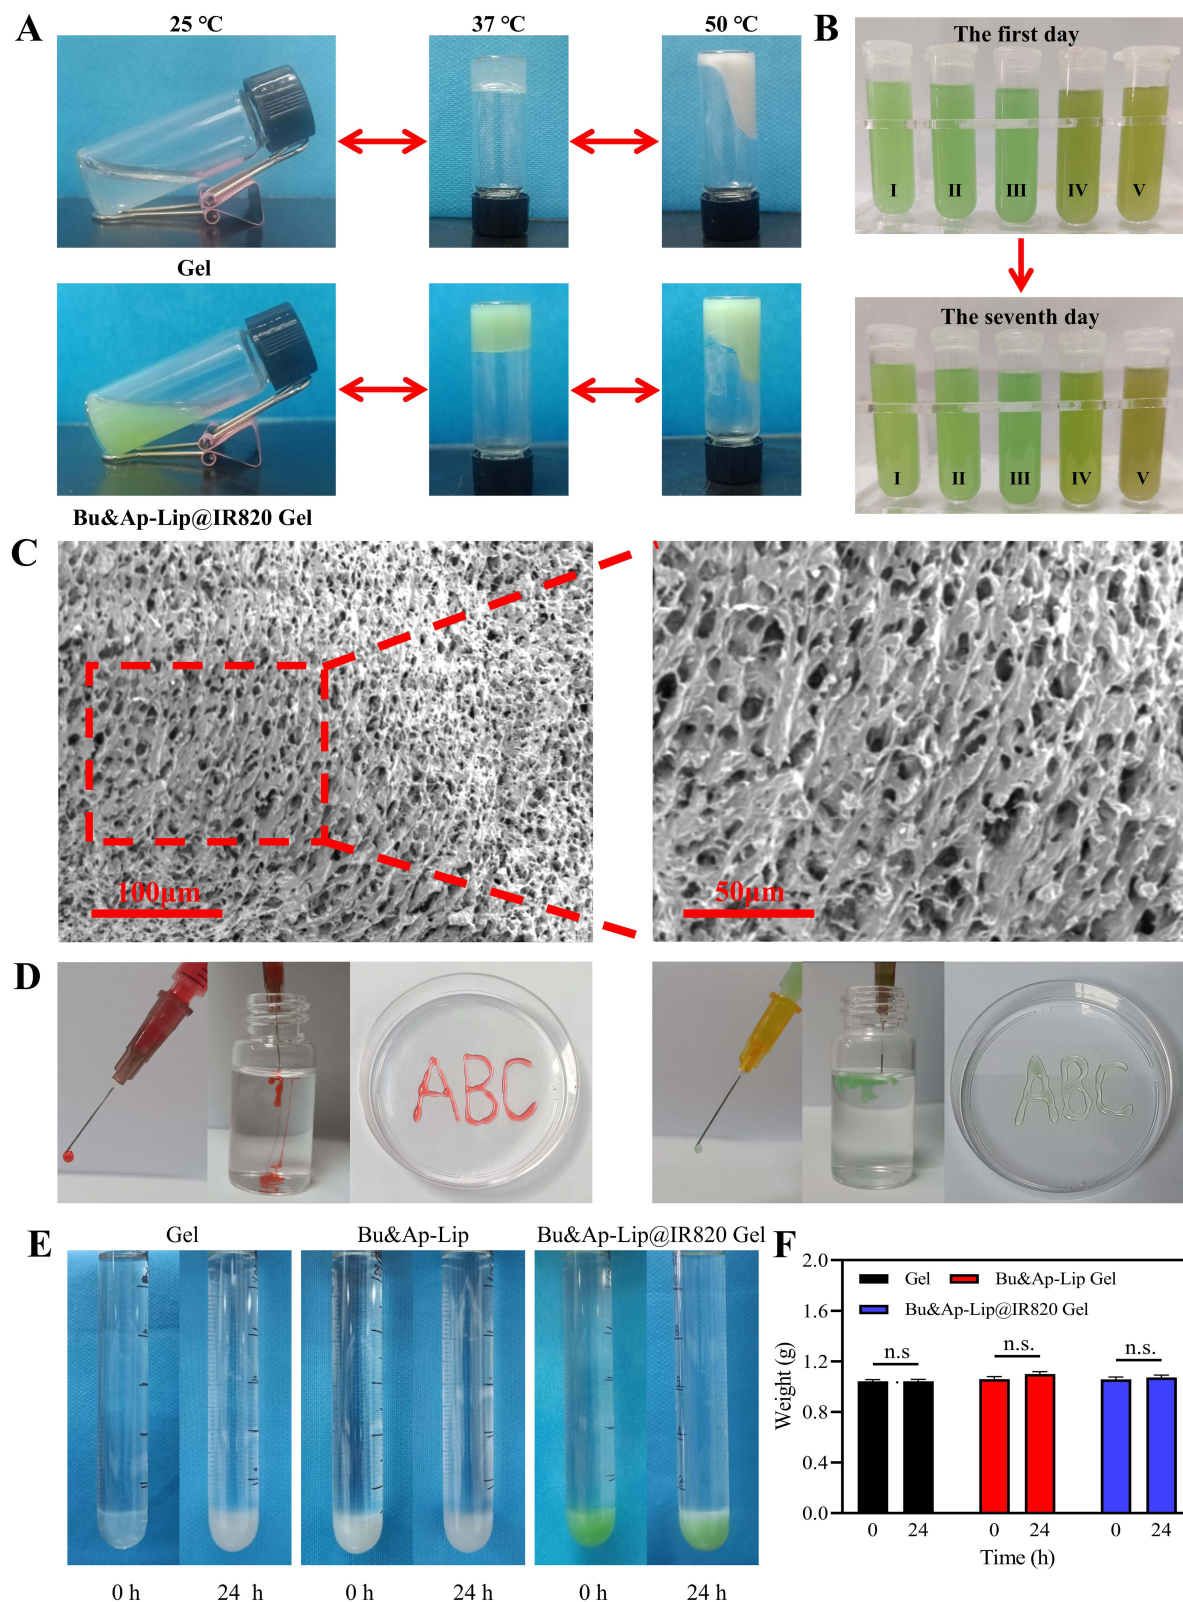 A
25 °C
37 °C
50 °C
Gel
Bu&Ap-Lip@IR820 Gel
B
The first day
I
II
III
IV
V
The seventh day
I
II
III
IV
V
C
100μm
50μm
D
ABC
ABC
E
Gel
Bu&Ap-Lip
Bu&Ap-Lip@IR820 Gel
0 h
24 h
0 h
24 h
0 h
24 h
F
Gel
Bu&Ap-Lip Gel
Bu&Ap-Lip@IR820 Gel
n.s
n.s.
n.s.
Weight (g)
2.0
1.6
1.2
0.8
0.4
0.0
0
24
0
24
0
24
Time (h)